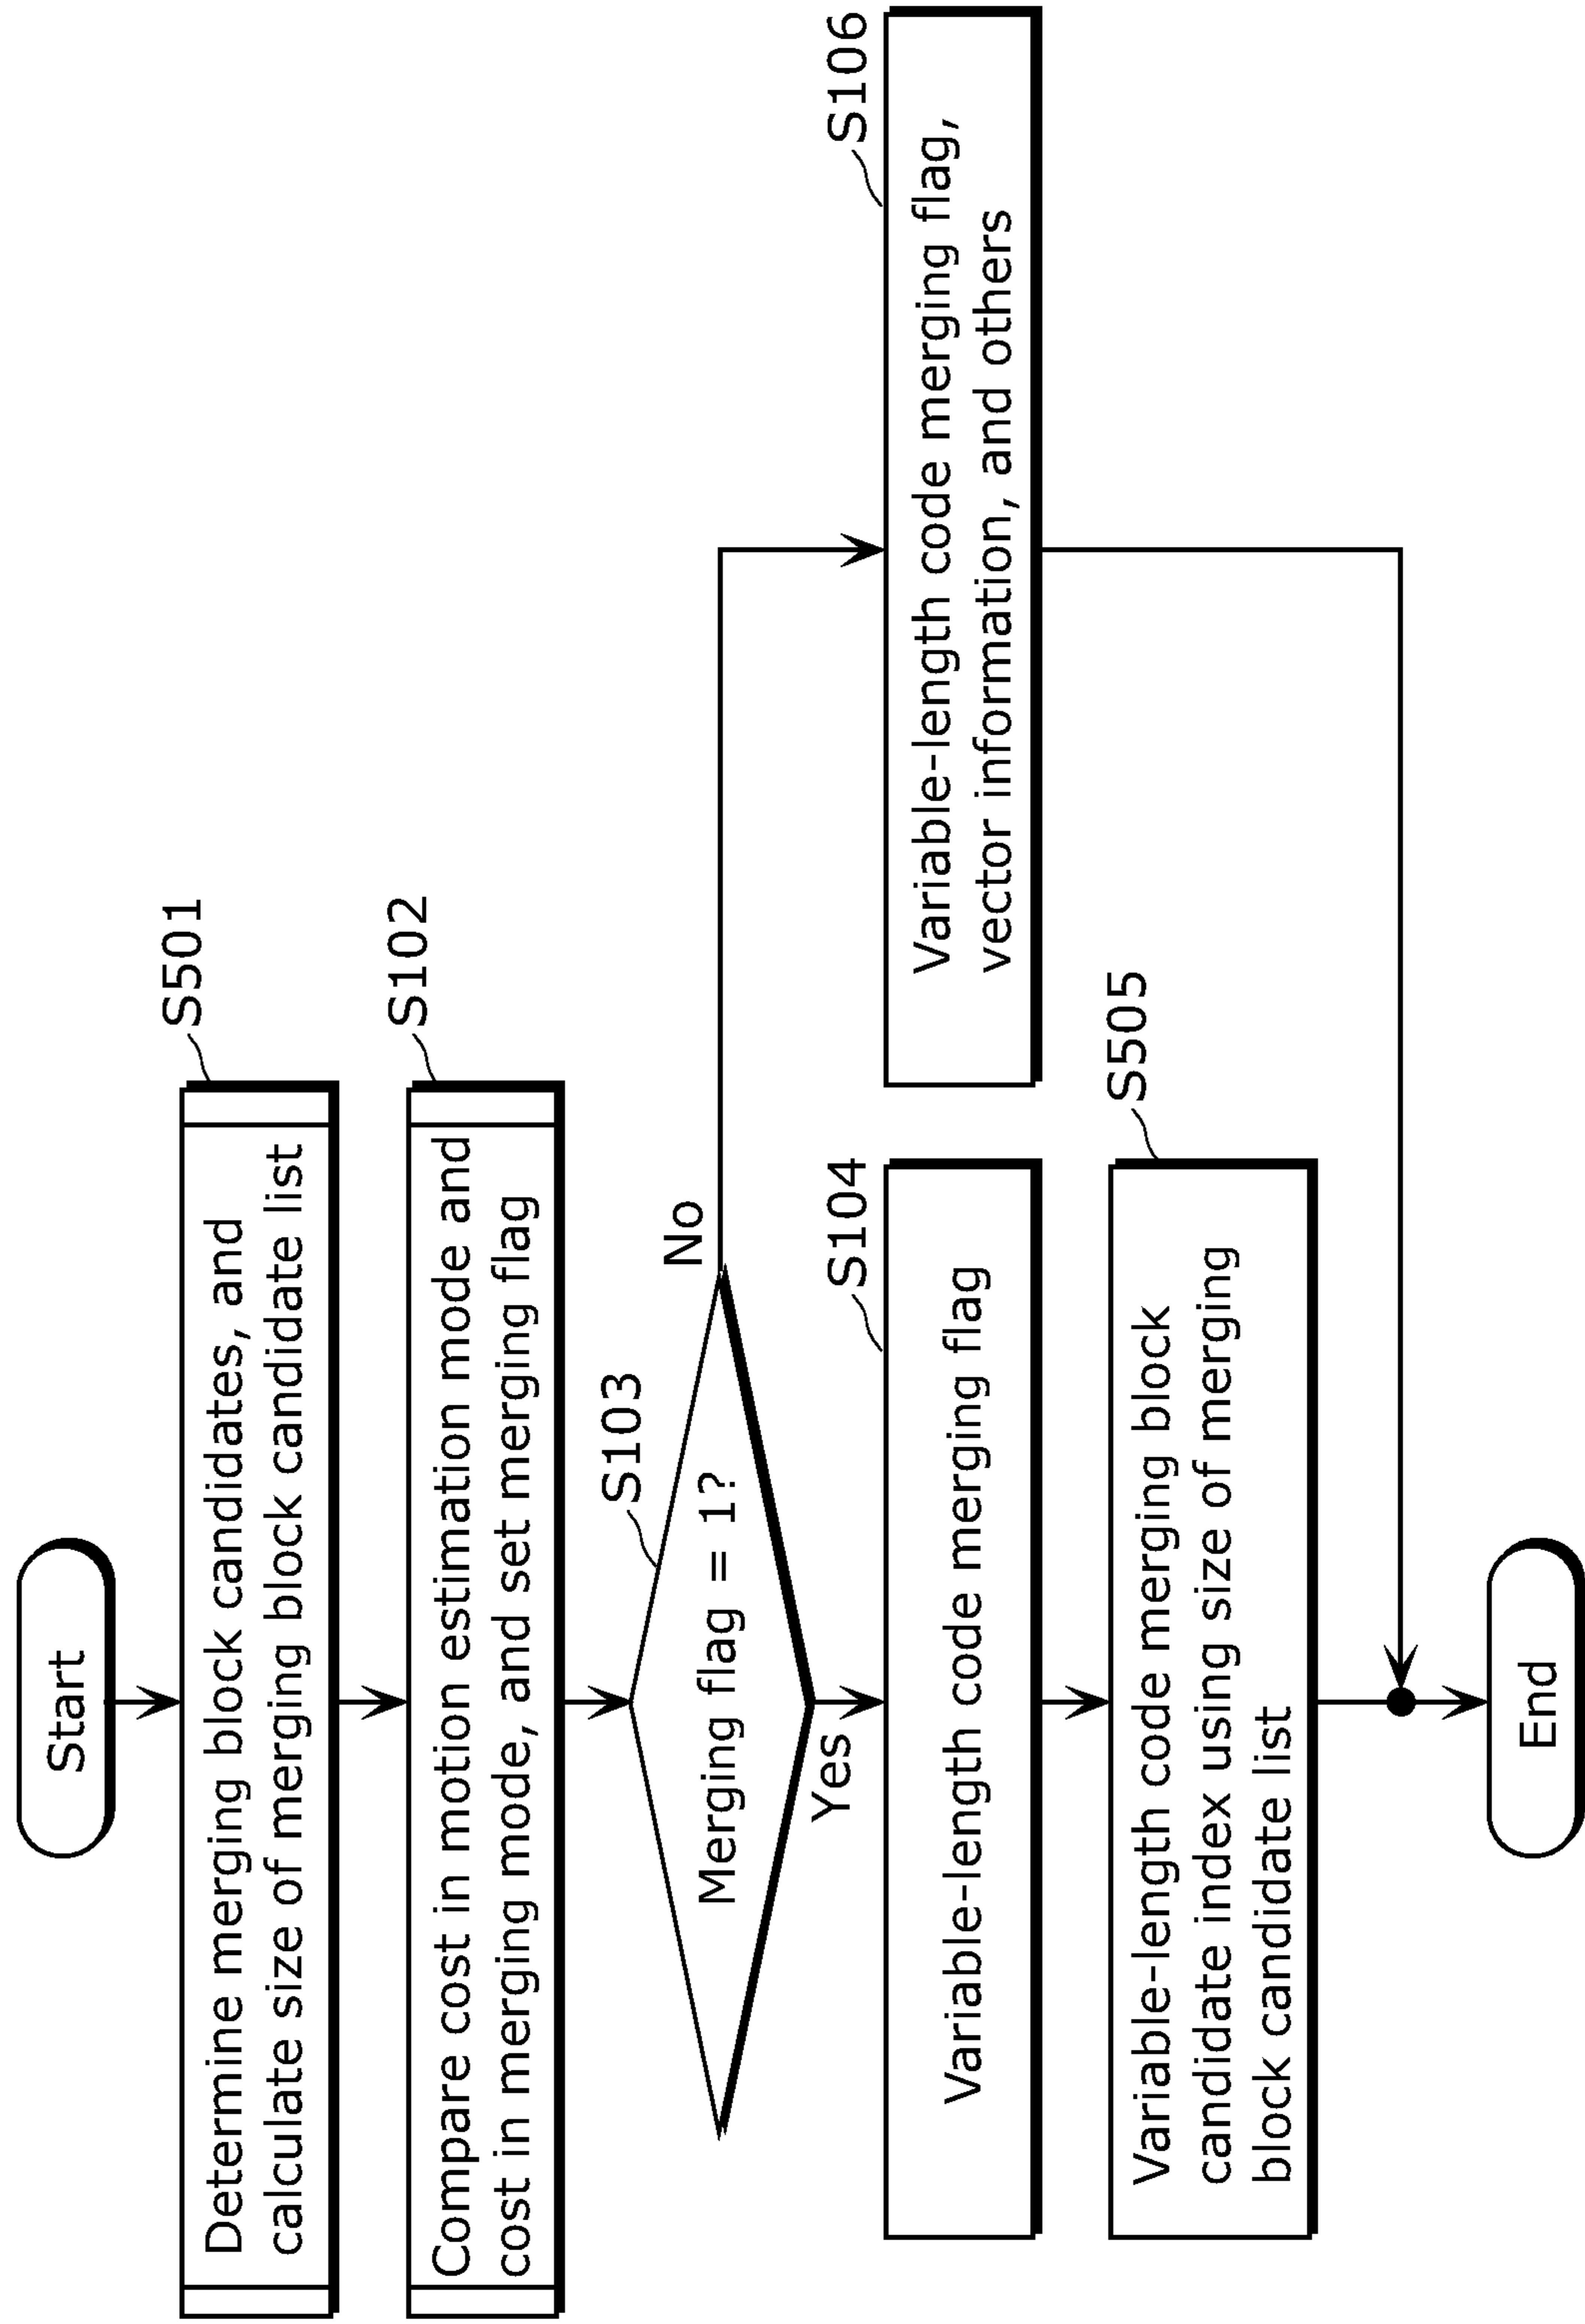 Start
S501
Determine merging block candidates, and
calculate size of merging block candidate list
S102
Compare cost in motion estimation mode and
cost in merging mode, and set merging flag
S103
Merging flag = 1?
No
Yes
S104
Variable-length code merging flag
S106
Variable-length code merging flag,
vector information, and others
S505
Variable-length code merging block
candidate index using size of merging
block candidate list
End